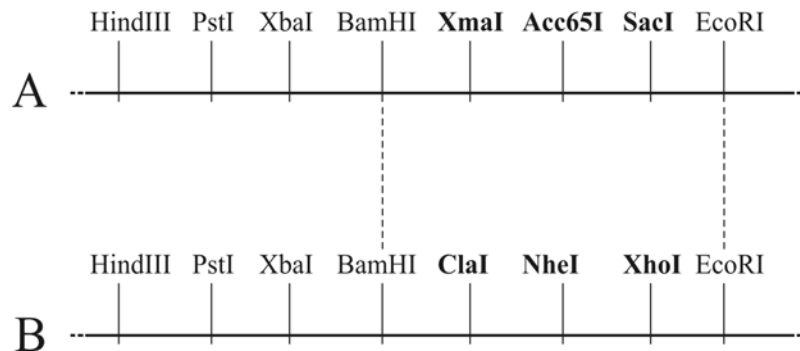 HindIII PstI XbaI BamHI XmaI Acc65I SacI EcoRI
A
HindIII PstI XbaI BamHI ClaI NheI XhoI EcoRI
B